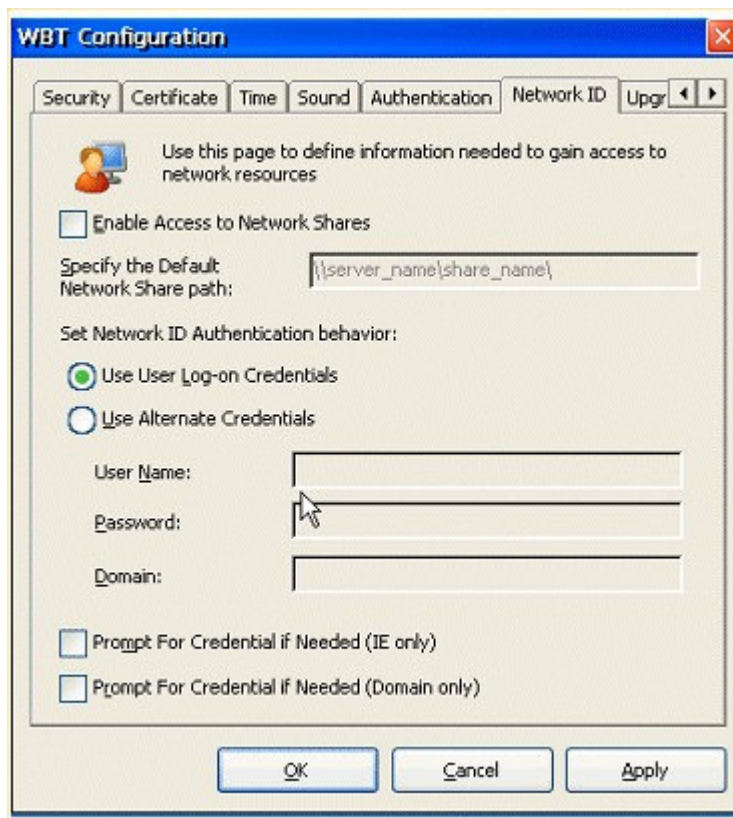 WBT Configuration
Security Certificate Time Sound Authentication Network ID Upgr
Use this page to define information needed to gain access to
network resources
Enable Access to Network Shares
Specify the Default
Network Share path:
\\server_name\share_name\
Set Network ID Authentication behavior:
Use User Log-on Credentials
Use Alternate Credentials
User Name:
Password:
Domain:
Prompt For Credential if Needed (IE only)
Prompt For Credential if Needed (Domain only)
OK Cancel Apply